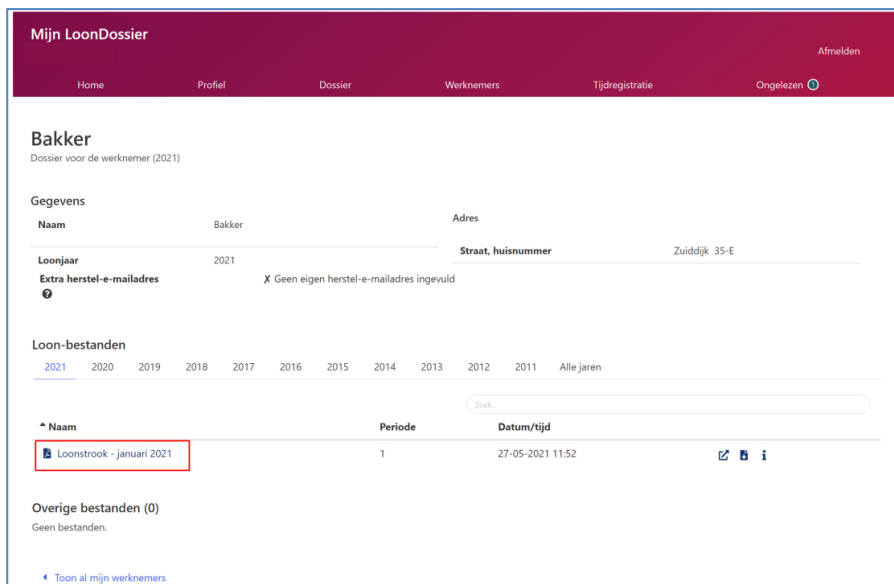 Mijn LoonDossier
Afmelden
Home Profiel Dossier Werknemers Tijdregistratie Ongelezen 1
Bakker
Dossier voor de werknemer (2021)
Gegevens
Naam Bakker
Adres
Straat, huisnummer Zuiddijk 35-E
Loonjaar 2021
Extra herstel-e-mailadres ✗ Geen eigen herstel-e-mailadres ingevuld
?
Loon-bestanden
2021 2020 2019 2018 2017 2016 2015 2014 2013 2012 2011 Alle jaren
Zoek..
Naam Periode Datum/tijd
Loonstrook - januari 2021 1 27-05-2021 11:52
Overige bestanden (0)
Geen bestanden.
Toon al mijn werknemers